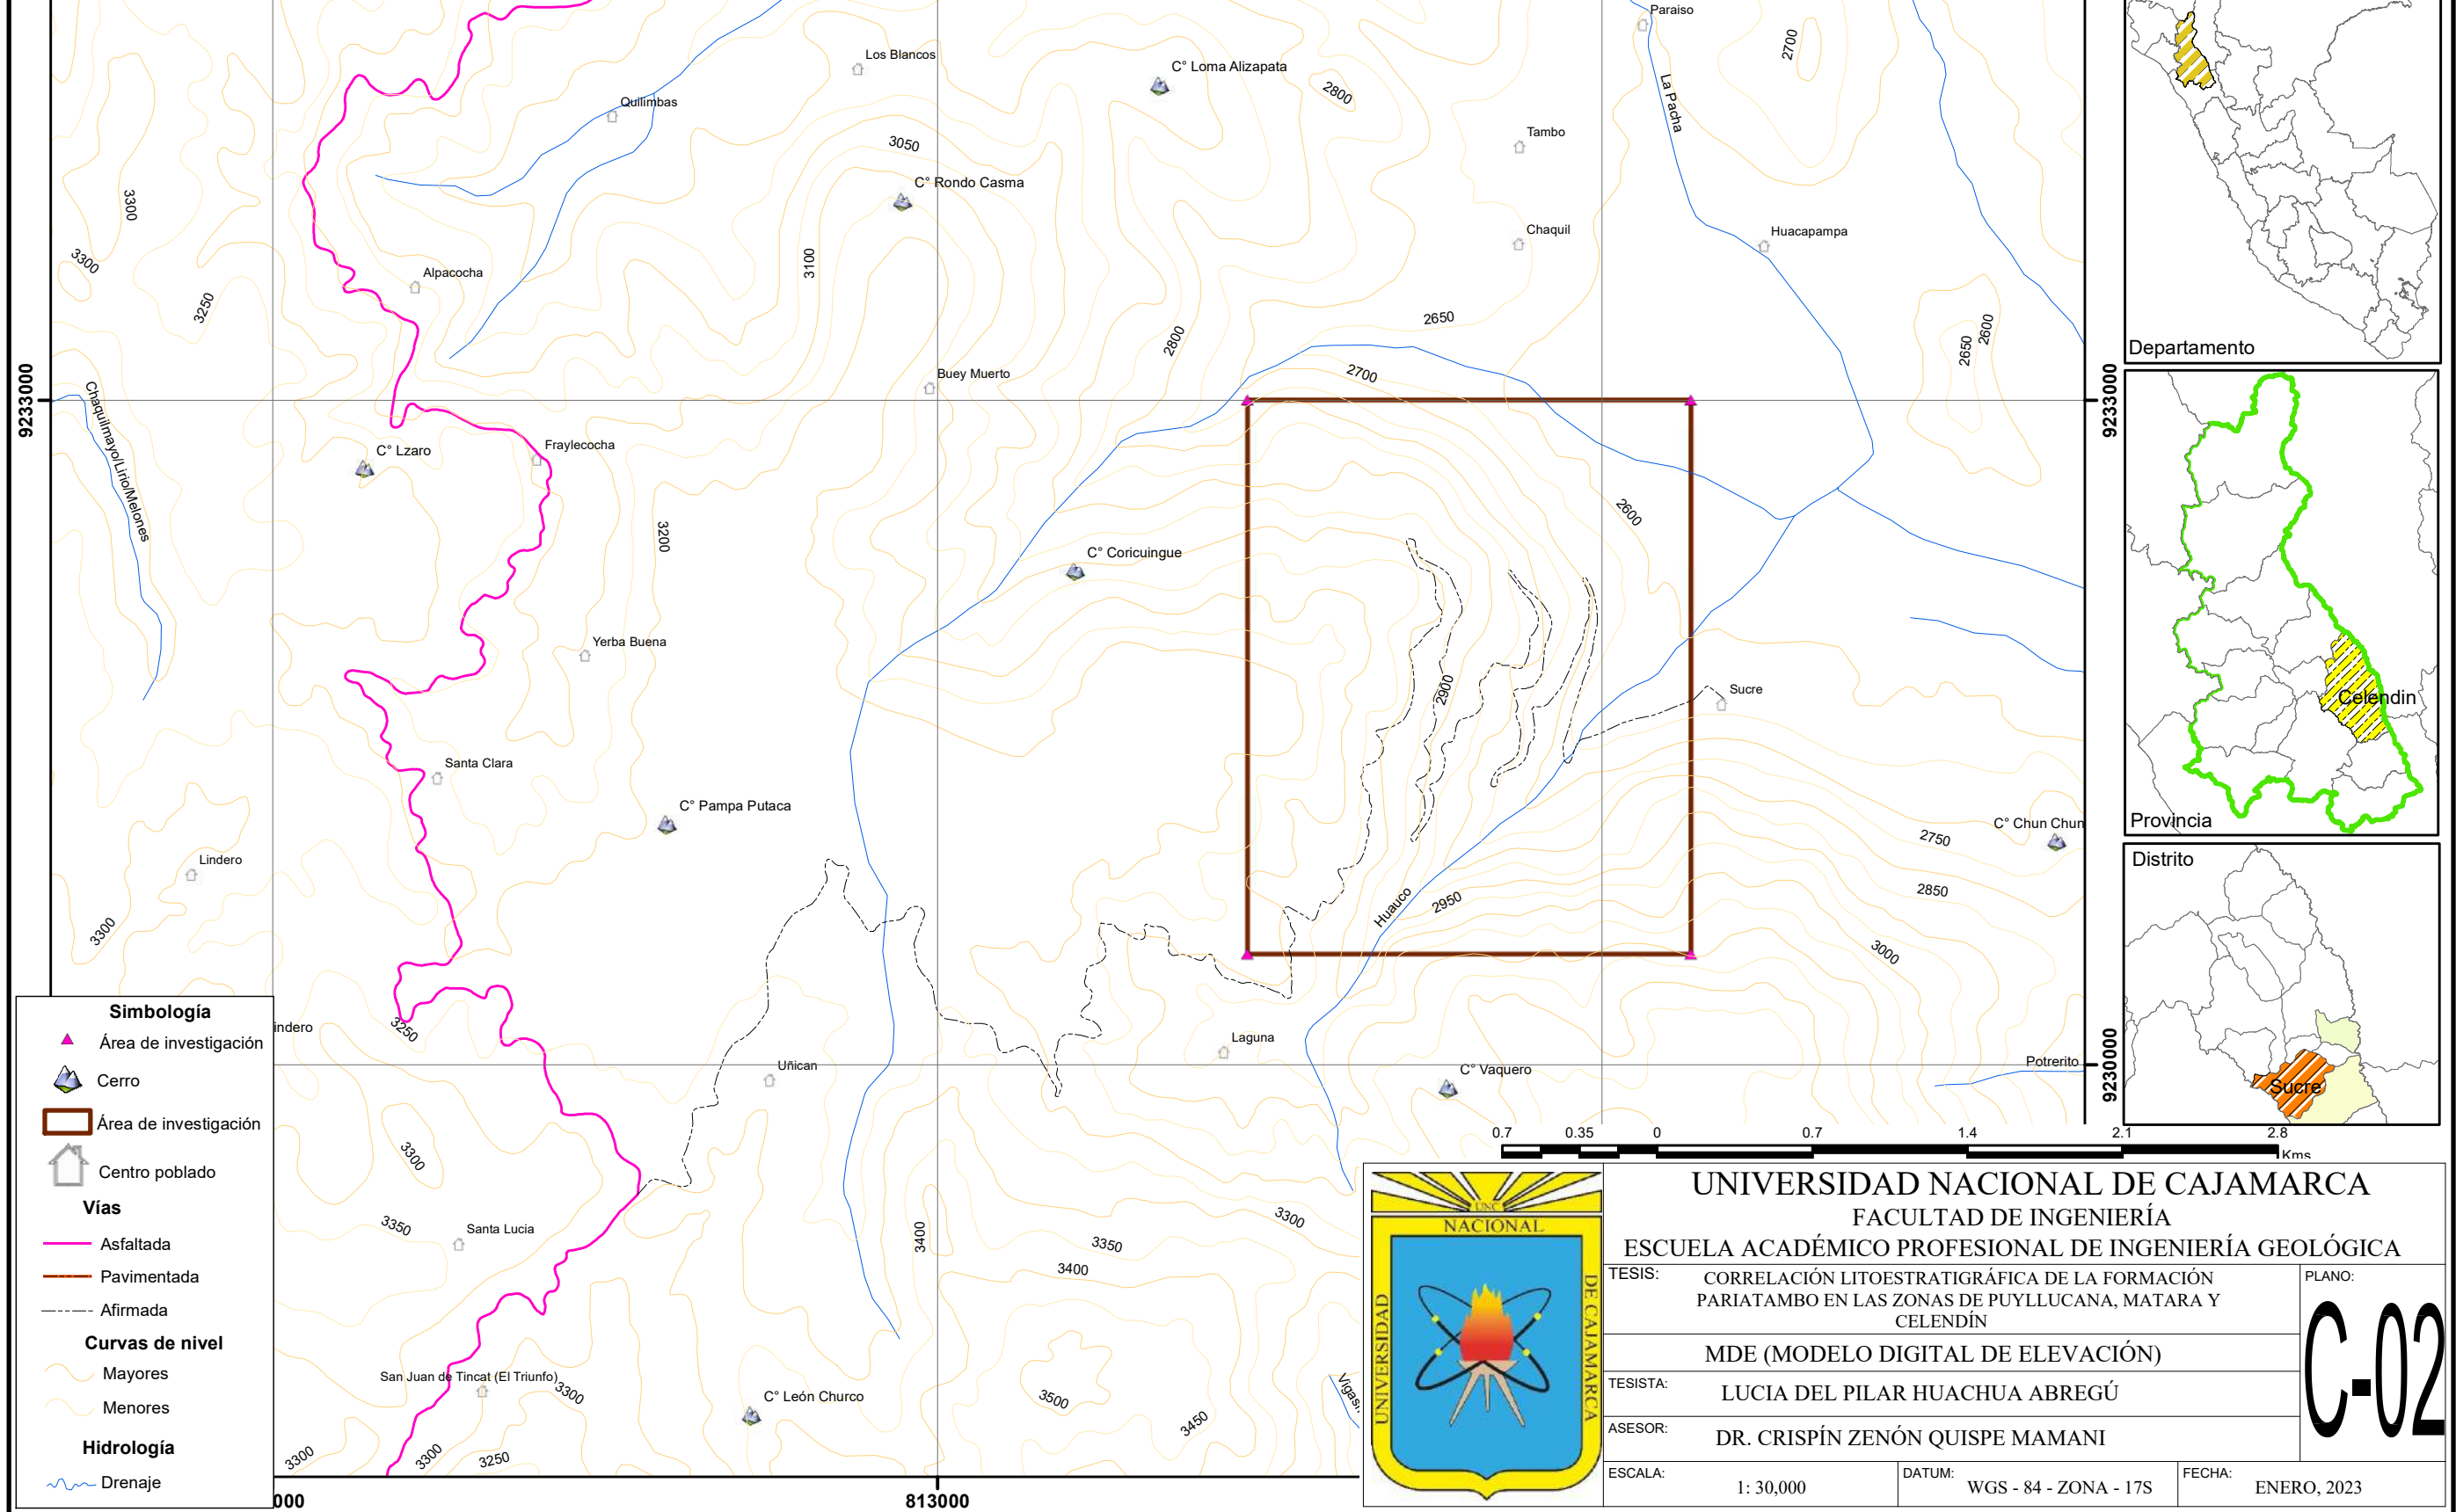 Paraiso
Los Blancos
C° Loma Alizapata
2700
2800
La Pacha
Quilimbas
Tambo
3050
C° Rondo Casma
3300
Chaquil
Huacapampa
3100
3300
Alpacocha
3250
2650
2800
2600
2650
Departamento
2700
Buey Muerto
9233000
9233000
Chaquilmayo/Lirio/Melones
C° Lzaro
Fraylecocha
3200
2600
C° Coricuingue
Yerba Buena
2900
Sucre
Celendin
Santa Clara
C° Pampa Putaca
C° Chun Chun
Provincia
2750
Lindero
Distrito
2850
Huauco
2950
3300
3000
indero
3250
Laguna
Uñican
C° Vaquero
Potrerito
9230000
Sucre
3300
3350
Santa Lucia
3400
3350
3400
3300
San Juan de Tincat (El Triunfo)
3300
C° León Churco
3500
3450
3300
3300
3250
000
813000
Simbología
Área de investigación
Cerro
Área de investigación
Centro poblado
Vías
Asfaltada
Pavimentada
Afirmada
Curvas de nivel
Mayores
Menores
Hidrología
Drenaje
0.7 0.35 0 0.7 1.4 2.1 2.8
Kms
UNC
NACIONAL
UNIVERSIDAD
DE CAJAMARCA
UNIVERSIDAD NACIONAL DE CAJAMARCA
FACULTAD DE INGENIERÍA
ESCUELA ACADÉMICO PROFESIONAL DE INGENIERÍA GEOLÓGICA
TESIS: CORRELACIÓN LITOESTRATIGRÁFICA DE LA FORMACIÓN
PARIATAMBO EN LAS ZONAS DE PUYLLUCANA, MATARA Y
CELENDÍN
PLANO:
C-02
MDE (MODELO DIGITAL DE ELEVACIÓN)
TESISTA: LUCIA DEL PILAR HUACHUA ABREGÚ
ASESOR: DR. CRISPÍN ZENÓN QUISPE MAMANI
ESCALA: 1: 30,000
DATUM: WGS - 84 - ZONA - 17S
FECHA: ENERO, 2023